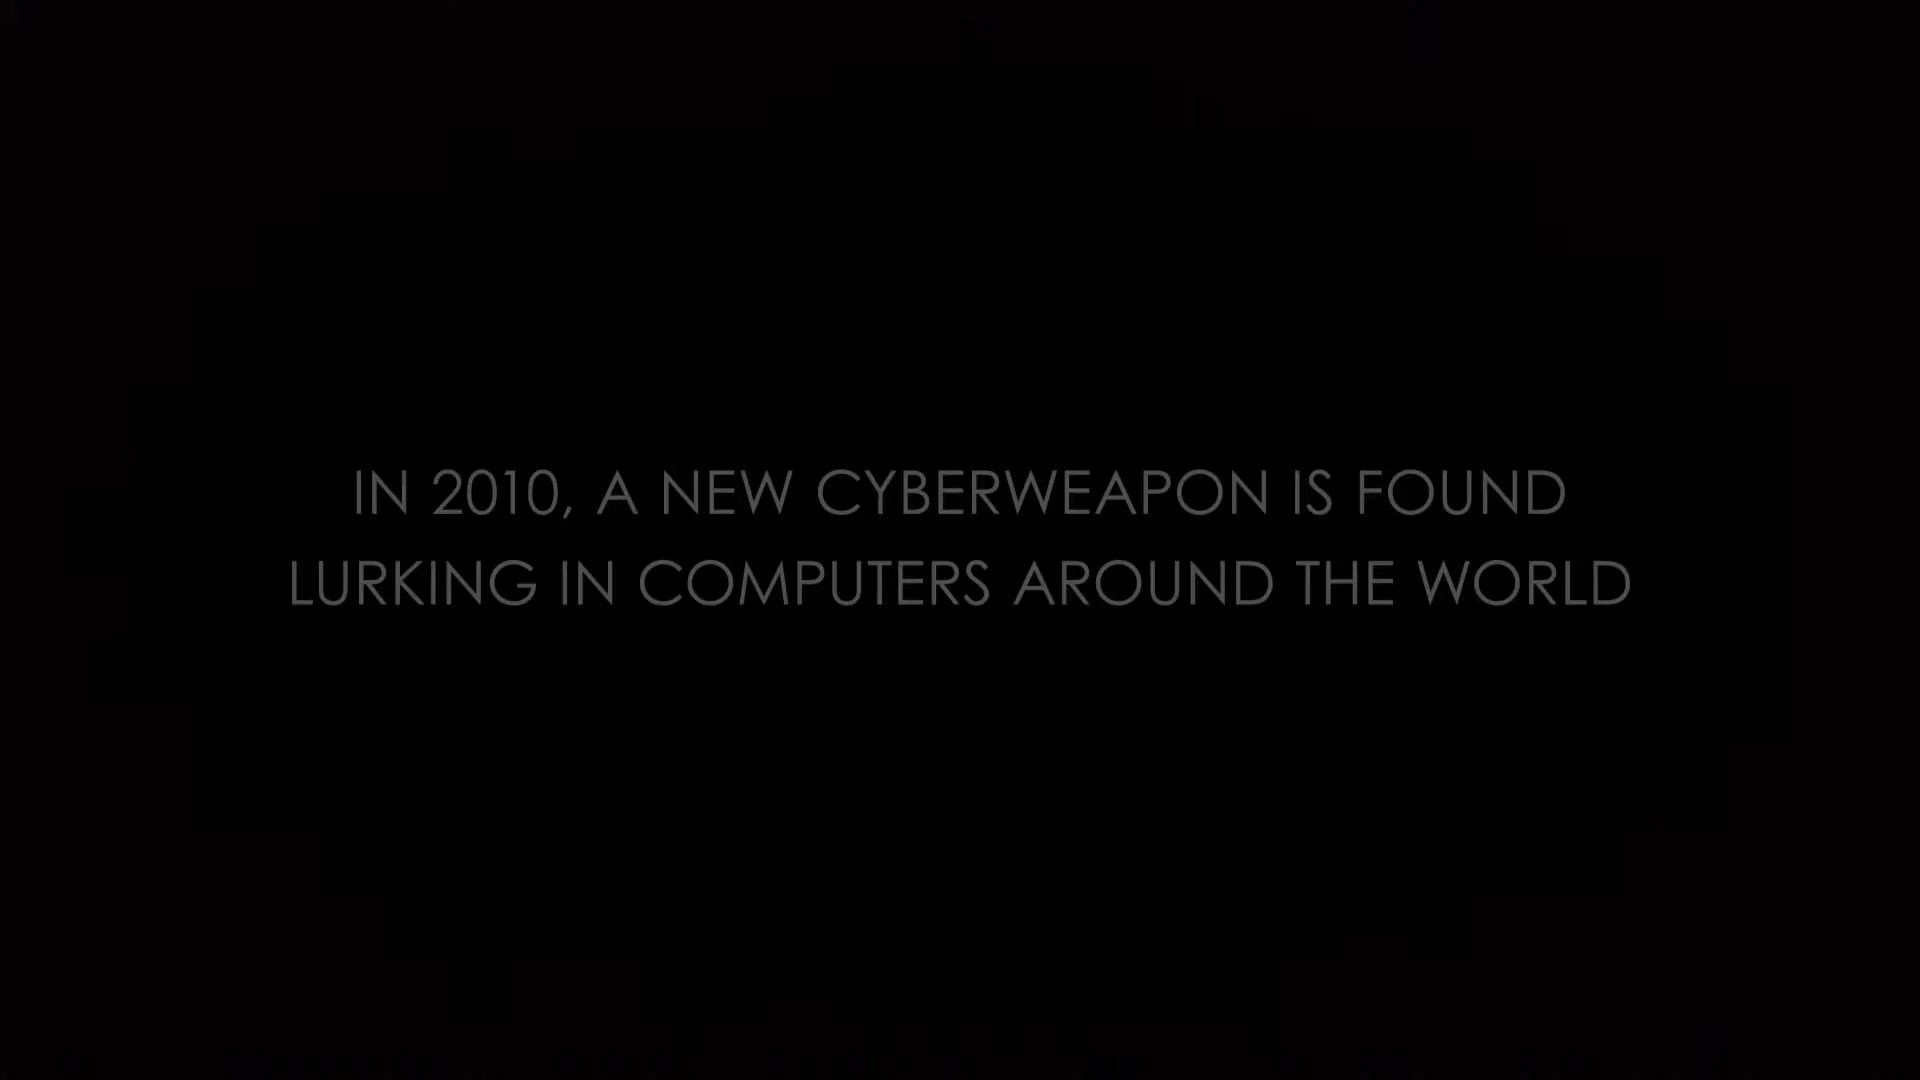 IN 2010, A NEW CYBERWEAPON IS FOUND
LURKING IN COMPUTERS AROUND THE WORLD